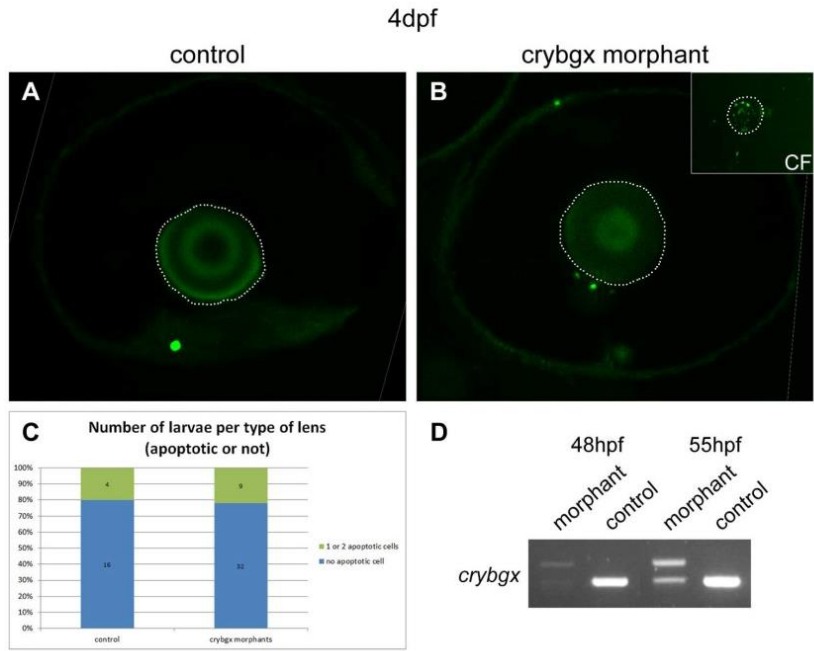 4dpf
control
crybgx morphant
A
B
CF
C
Number of larvae per type of lens
(apoptotic or not)
100%
90%
80%
70%
60%
50%
40%
30%
20%
10%
0%
4
9
16
32
1 or 2 apoptotic cells
no apoptotic cell
control
crybgx morphants
D
48hpf
55hpf
morphant
control
morphant
control
crybgx